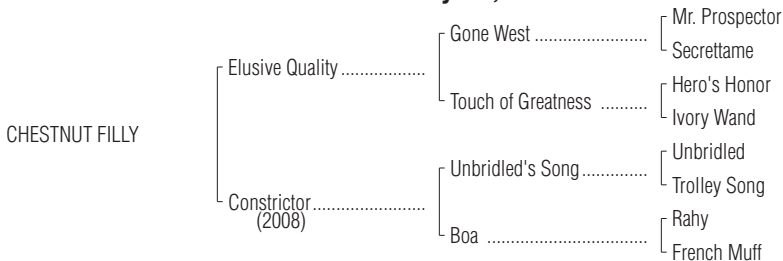 Mr. Prospector
Gone West ....................
Secrettame
Elusive Quality ..................
Hero's Honor
Touch of Greatness ..........
Ivory Wand
CHESTNUT FILLY
Unbridled
Unbridled's Song..............
Trolley Song
Constrictor........................
(2008)
Rahy
Boa ..................................
French Muff